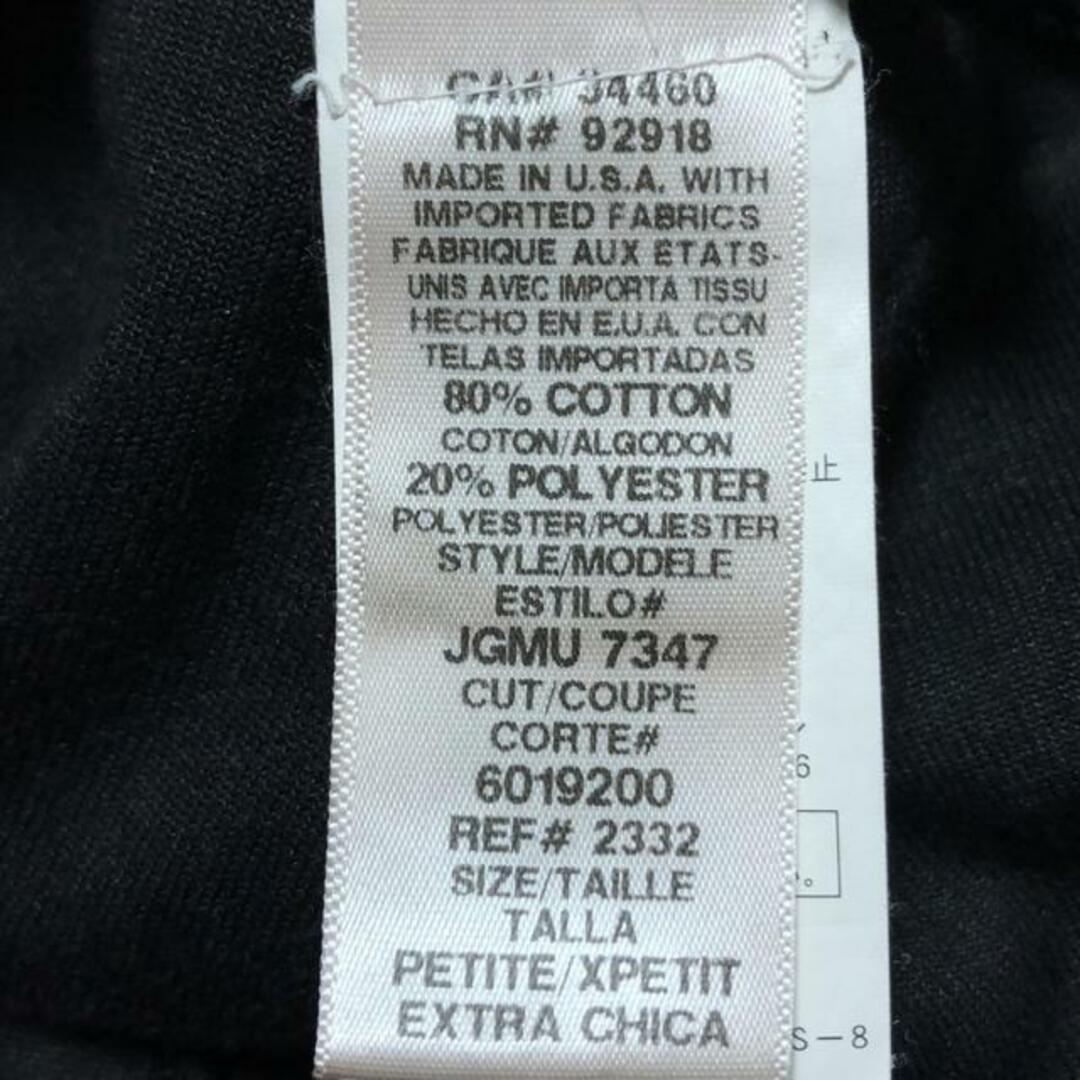 CA# 34460
RN# 92918
MADE IN U.S.A. WITH
IMPORTED FABRICS
FABRIQUE AUX ETATS-
UNIS AVEC IMPORTA TISSU
HECHO EN E.U.A. CON
TELAS IMPORTADAS
80% COTTON
COTON/ALGODON
20% POLYESTER
POLYESTER/POLIESTER
STYLE/MODELE
ESTILO#
JGMU 7347
CUT/COUPE
CORTE#
6019200
REF# 2332
SIZE/TAILLE
TALLA
PETITE/XPETIT
EXTRA CHICA
止
6
S-8